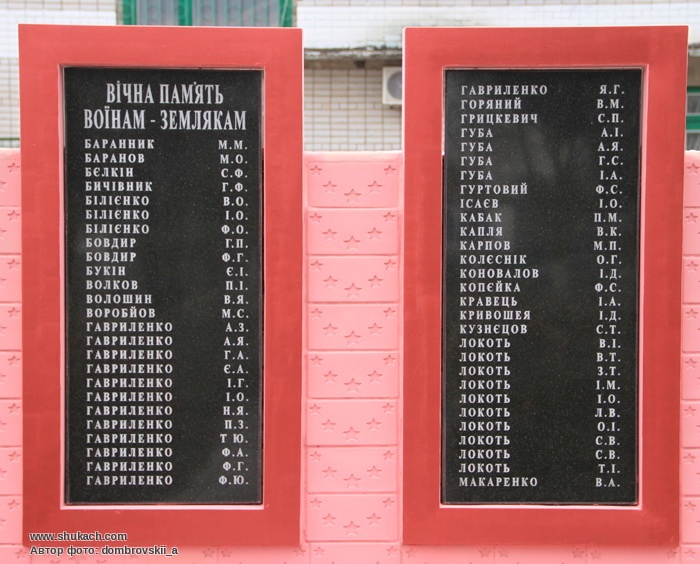 ВІЧНА ПАМ'ЯТЬ
ВОЇНАМ - ЗЕМЛЯКАМ
БАРАННИК М.М.
БАРАНОВ М.О.
БЄЛКІН С.Ф.
БИЧІВНИК Г.Ф.
БІЛІЄНКО В.О.
БІЛІЄНКО І.О.
БІЛІЄНКО Ф.О.
БОВДИР Г.П.
БОВДИР Ф.Г.
БУКІН Є.І.
ВОЛКОВ П.І.
ВОЛОШИН В.Я.
ВОРОБЙОВ М.С.
ГАВРИЛЕНКО А.З.
ГАВРИЛЕНКО А.Я.
ГАВРИЛЕНКО Г.А.
ГАВРИЛЕНКО Є.А.
ГАВРИЛЕНКО І.Г.
ГАВРИЛЕНКО І.О.
ГАВРИЛЕНКО Н.Я.
ГАВРИЛЕНКО П.З.
ГАВРИЛЕНКО Т Ю.
ГАВРИЛЕНКО Ф.А.
ГАВРИЛЕНКО Ф.Г.
ГАВРИЛЕНКО Ф.Ю.
ГАВРИЛЕНКО Я.Г.
ГОРЯНИЙ В.М.
ГРИЦКЕВИЧ С.П.
ГУБА А.І.
ГУБА А.Я.
ГУБА Г.С.
ГУБА І.А.
ГУРТОВИЙ Ф.С.
ІСАЄВ І.О.
КАБАК П.М.
КАПЛЯ В.К.
КАРПОВ М.П.
КОЛЄСНІК О.Г.
КОНОВАЛОВ І.Д.
КОПЄЙКА Ф.С.
КРАВЕЦЬ І.А.
КРИВОШЕЯ І.Д.
КУЗНЄЦОВ С.Т.
ЛОКОТЬ В.І.
ЛОКОТЬ В.Т.
ЛОКОТЬ З.Т.
ЛОКОТЬ І.М.
ЛОКОТЬ І.О.
ЛОКОТЬ Л.В.
ЛОКОТЬ О.І.
ЛОКОТЬ С.В.
ЛОКОТЬ С.В.
ЛОКОТЬ Т.І.
МАКАРЕНКО В.А.
www.shukach.com
Автор фото: dombrovskii_a